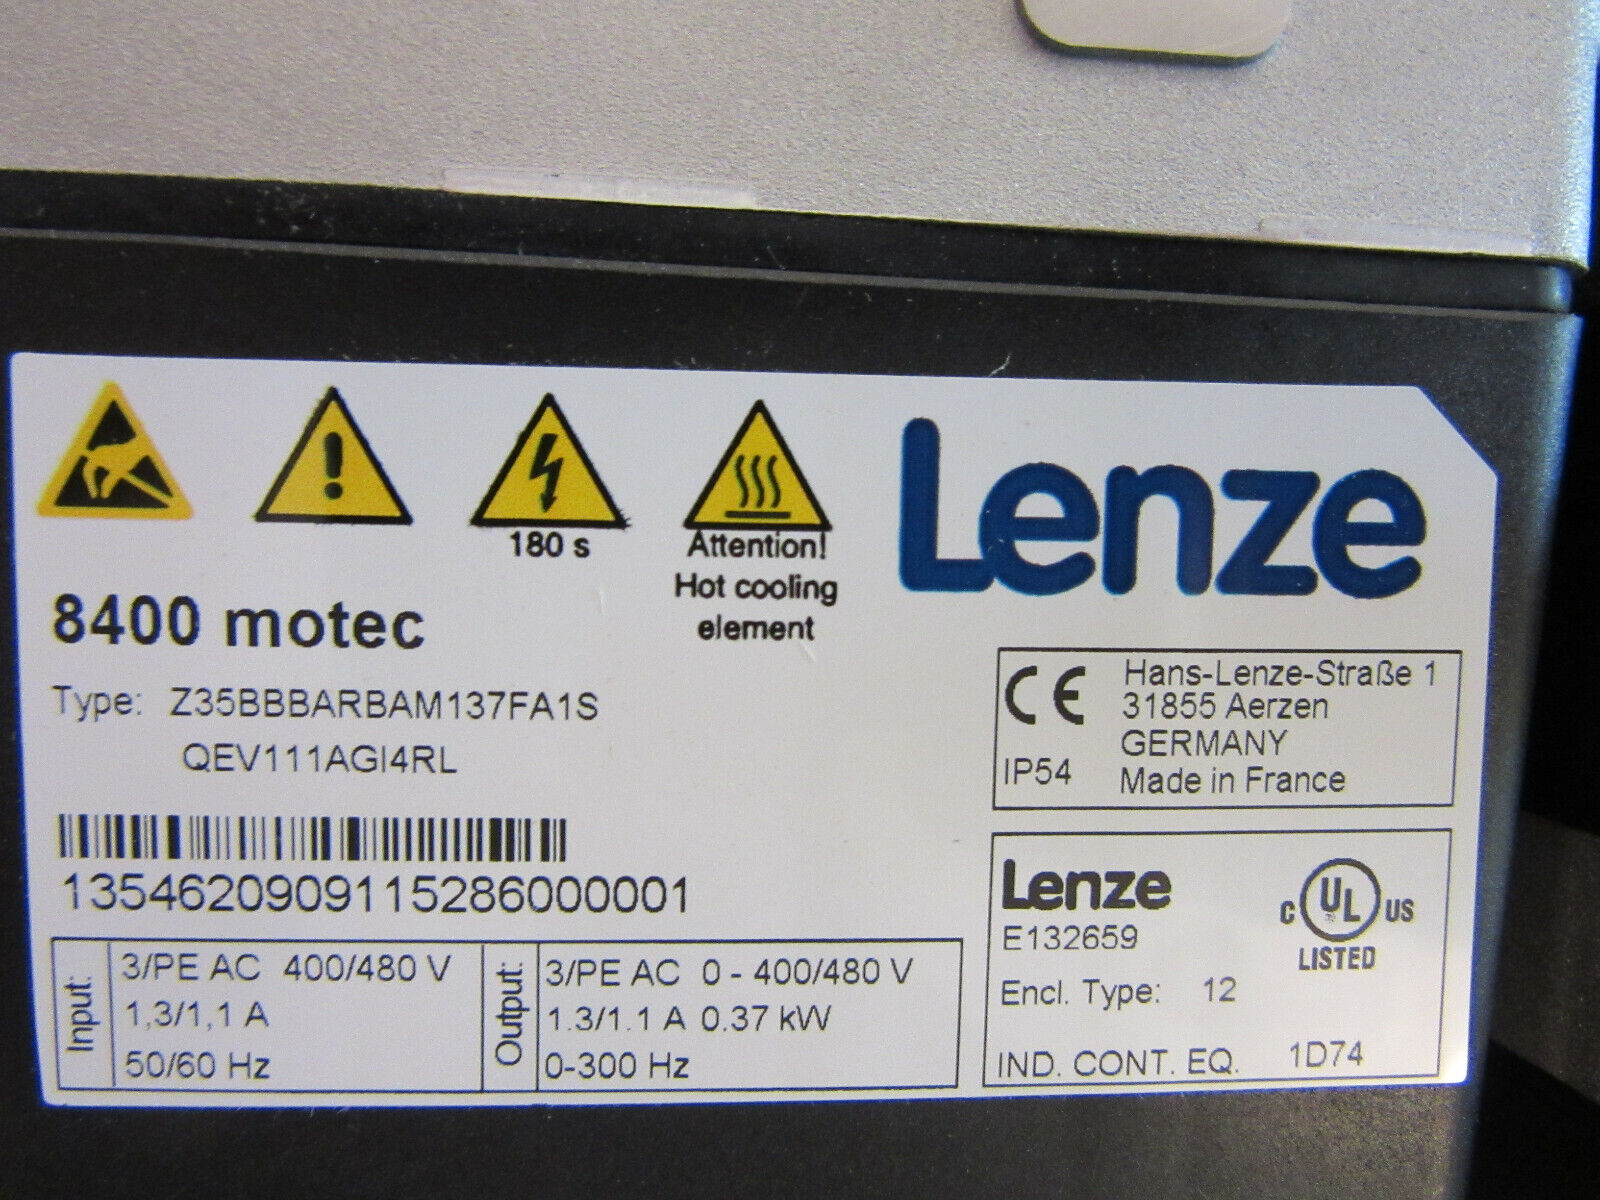 180 s
Attention!
Hot cooling
element
Lenze
8400 motec
Type: Z35BBBARBAM137FA1S
QEV111AGI4RL
1354620909115286000001
Input:
3/PE AC 400/480 V
1,3/1,1 A
50/60 Hz
Output:
3/PE AC 0 - 400/480 V
1.3/1.1 A 0.37 kW
0-300 Hz
CE
IP54
Hans-Lenze-Straße 1
31855 Aerzen
GERMANY
Made in France
Lenze
E132659
C UL US
LISTED
Encl. Type: 12
IND. CONT. EQ. 1D74